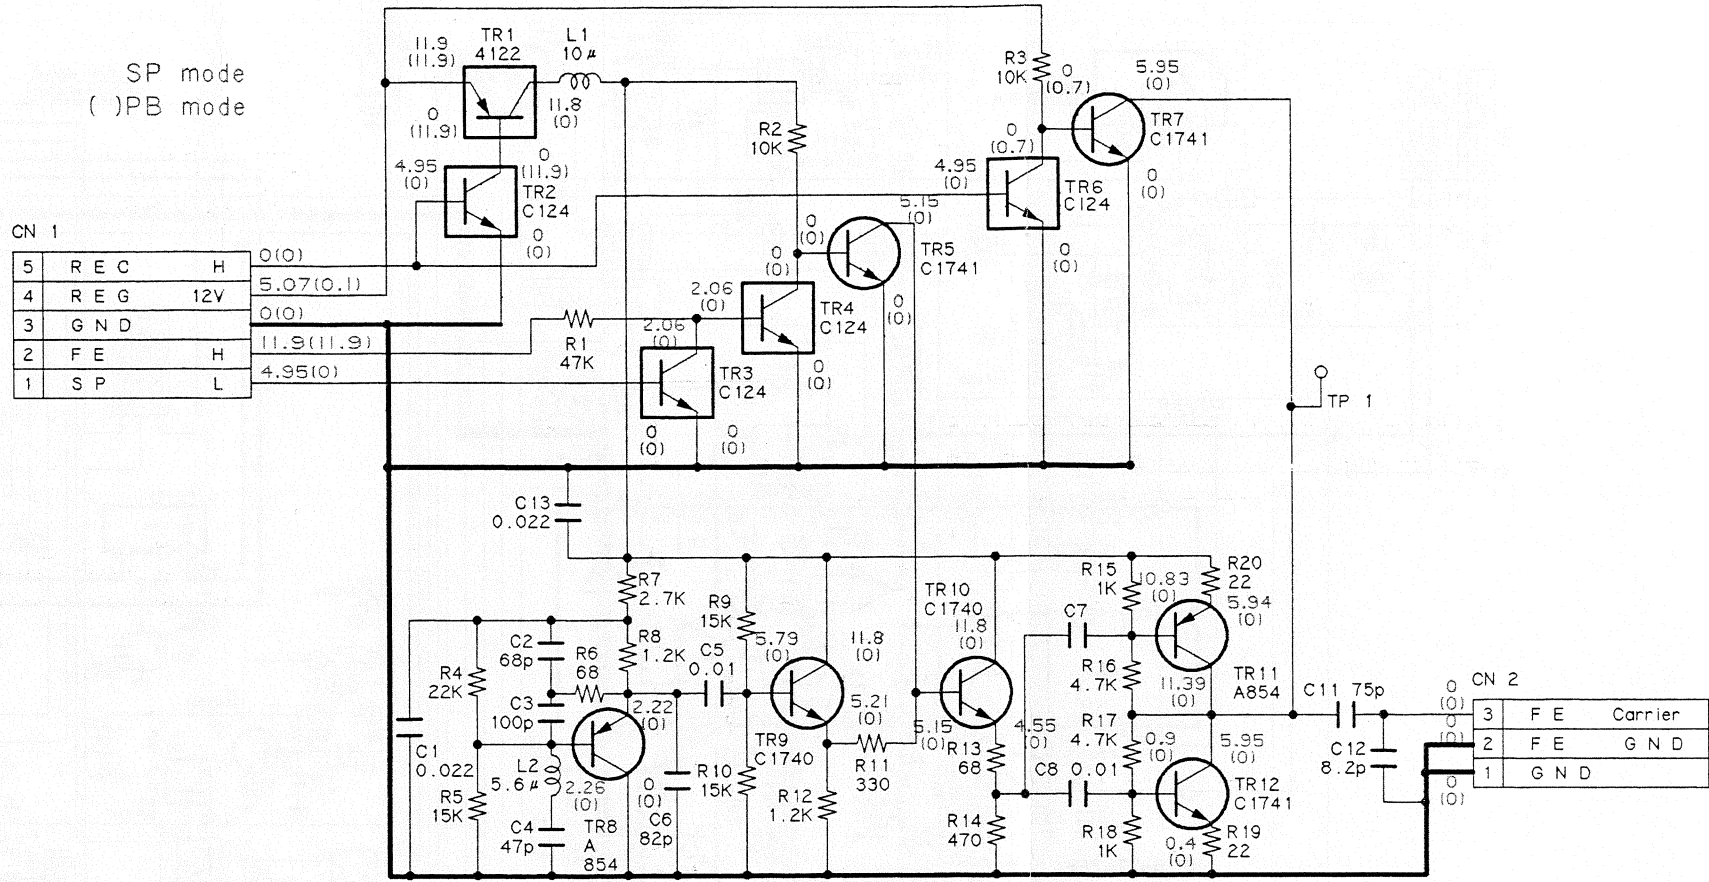 SP mode
( )PB mode
11.9
(11.9)
TR1
4122
L1
10µ
0
(11.9)
11.8
(0)
R2
10K
R3
10K
0
(0.7)
5.95
(0)
TR7
C1741
0
(0)
4.95
(0)
0
(11.9)
TR2
C124
0
(0)
4.95
(0)
0
(0.7)
TR6
C124
0
(0)
5.15
(0)
0
(0)
TR5
C1741
0
(0)
0
(0)
2.06
(0)
TR4
C124
0
(0)
CN 1
5 REC H 0(0)
4 REG 12V 5.07(0.1)
3 GND 0(0)
2 FE H 11.9(11.9)
1 SP L 4.95(0)
R1
47K
2.06
(0)
TR3
C124
0
(0)
0
(0)
TP 1
C13
0.022
R7
2.7K
R8
1.2K
C2
68p
R6
68
R4
22K
C3
100p
C1
0.022
L2
5.6µ
R5
15K
C4
47p
2.22
(0)
2.26
(0)
TR8
A
854
0
(0)
C6
82p
R9
15K
C5
0.01
5.79
(0)
11.8
(0)
5.21
(0)
TR9
C1740
R10
15K
R12
1.2K
R11
330
TR10
C1740
11.8
(0)
5.15
(0)
4.55
(0)
R13
68
R14
470
C7
C8 0.01
R15
1K
10.83
(0)
R20
22
5.94
(0)
TR11
A854
R16
4.7K
11.39
(0)
R17
4.7K
0.9
(0)
5.95
(0)
TR12
C1741
R18
1K
0.4
(0)
R19
22
C11 75p
C12
8.2p
CN 2
0
(0)
0
(0)
0
(0)
3 FE Carrier
2 FE GND
1 GND